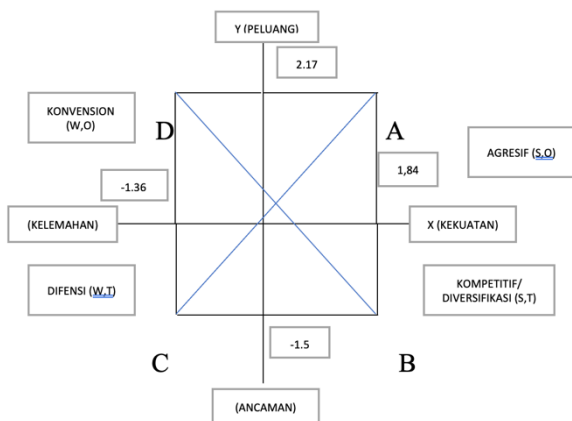 Y (PELUANG)
2.17
KONVENSION
(W,O)
D
A
AGRESIF (S,O)
-1.36
1,84
(KELEMAHAN)
X (KEKUATAN)
DIFENSI (W,T)
KOMPETITIF/
DIVERSIFIKASI (S,T)
-1.5
C
B
(ANCAMAN)